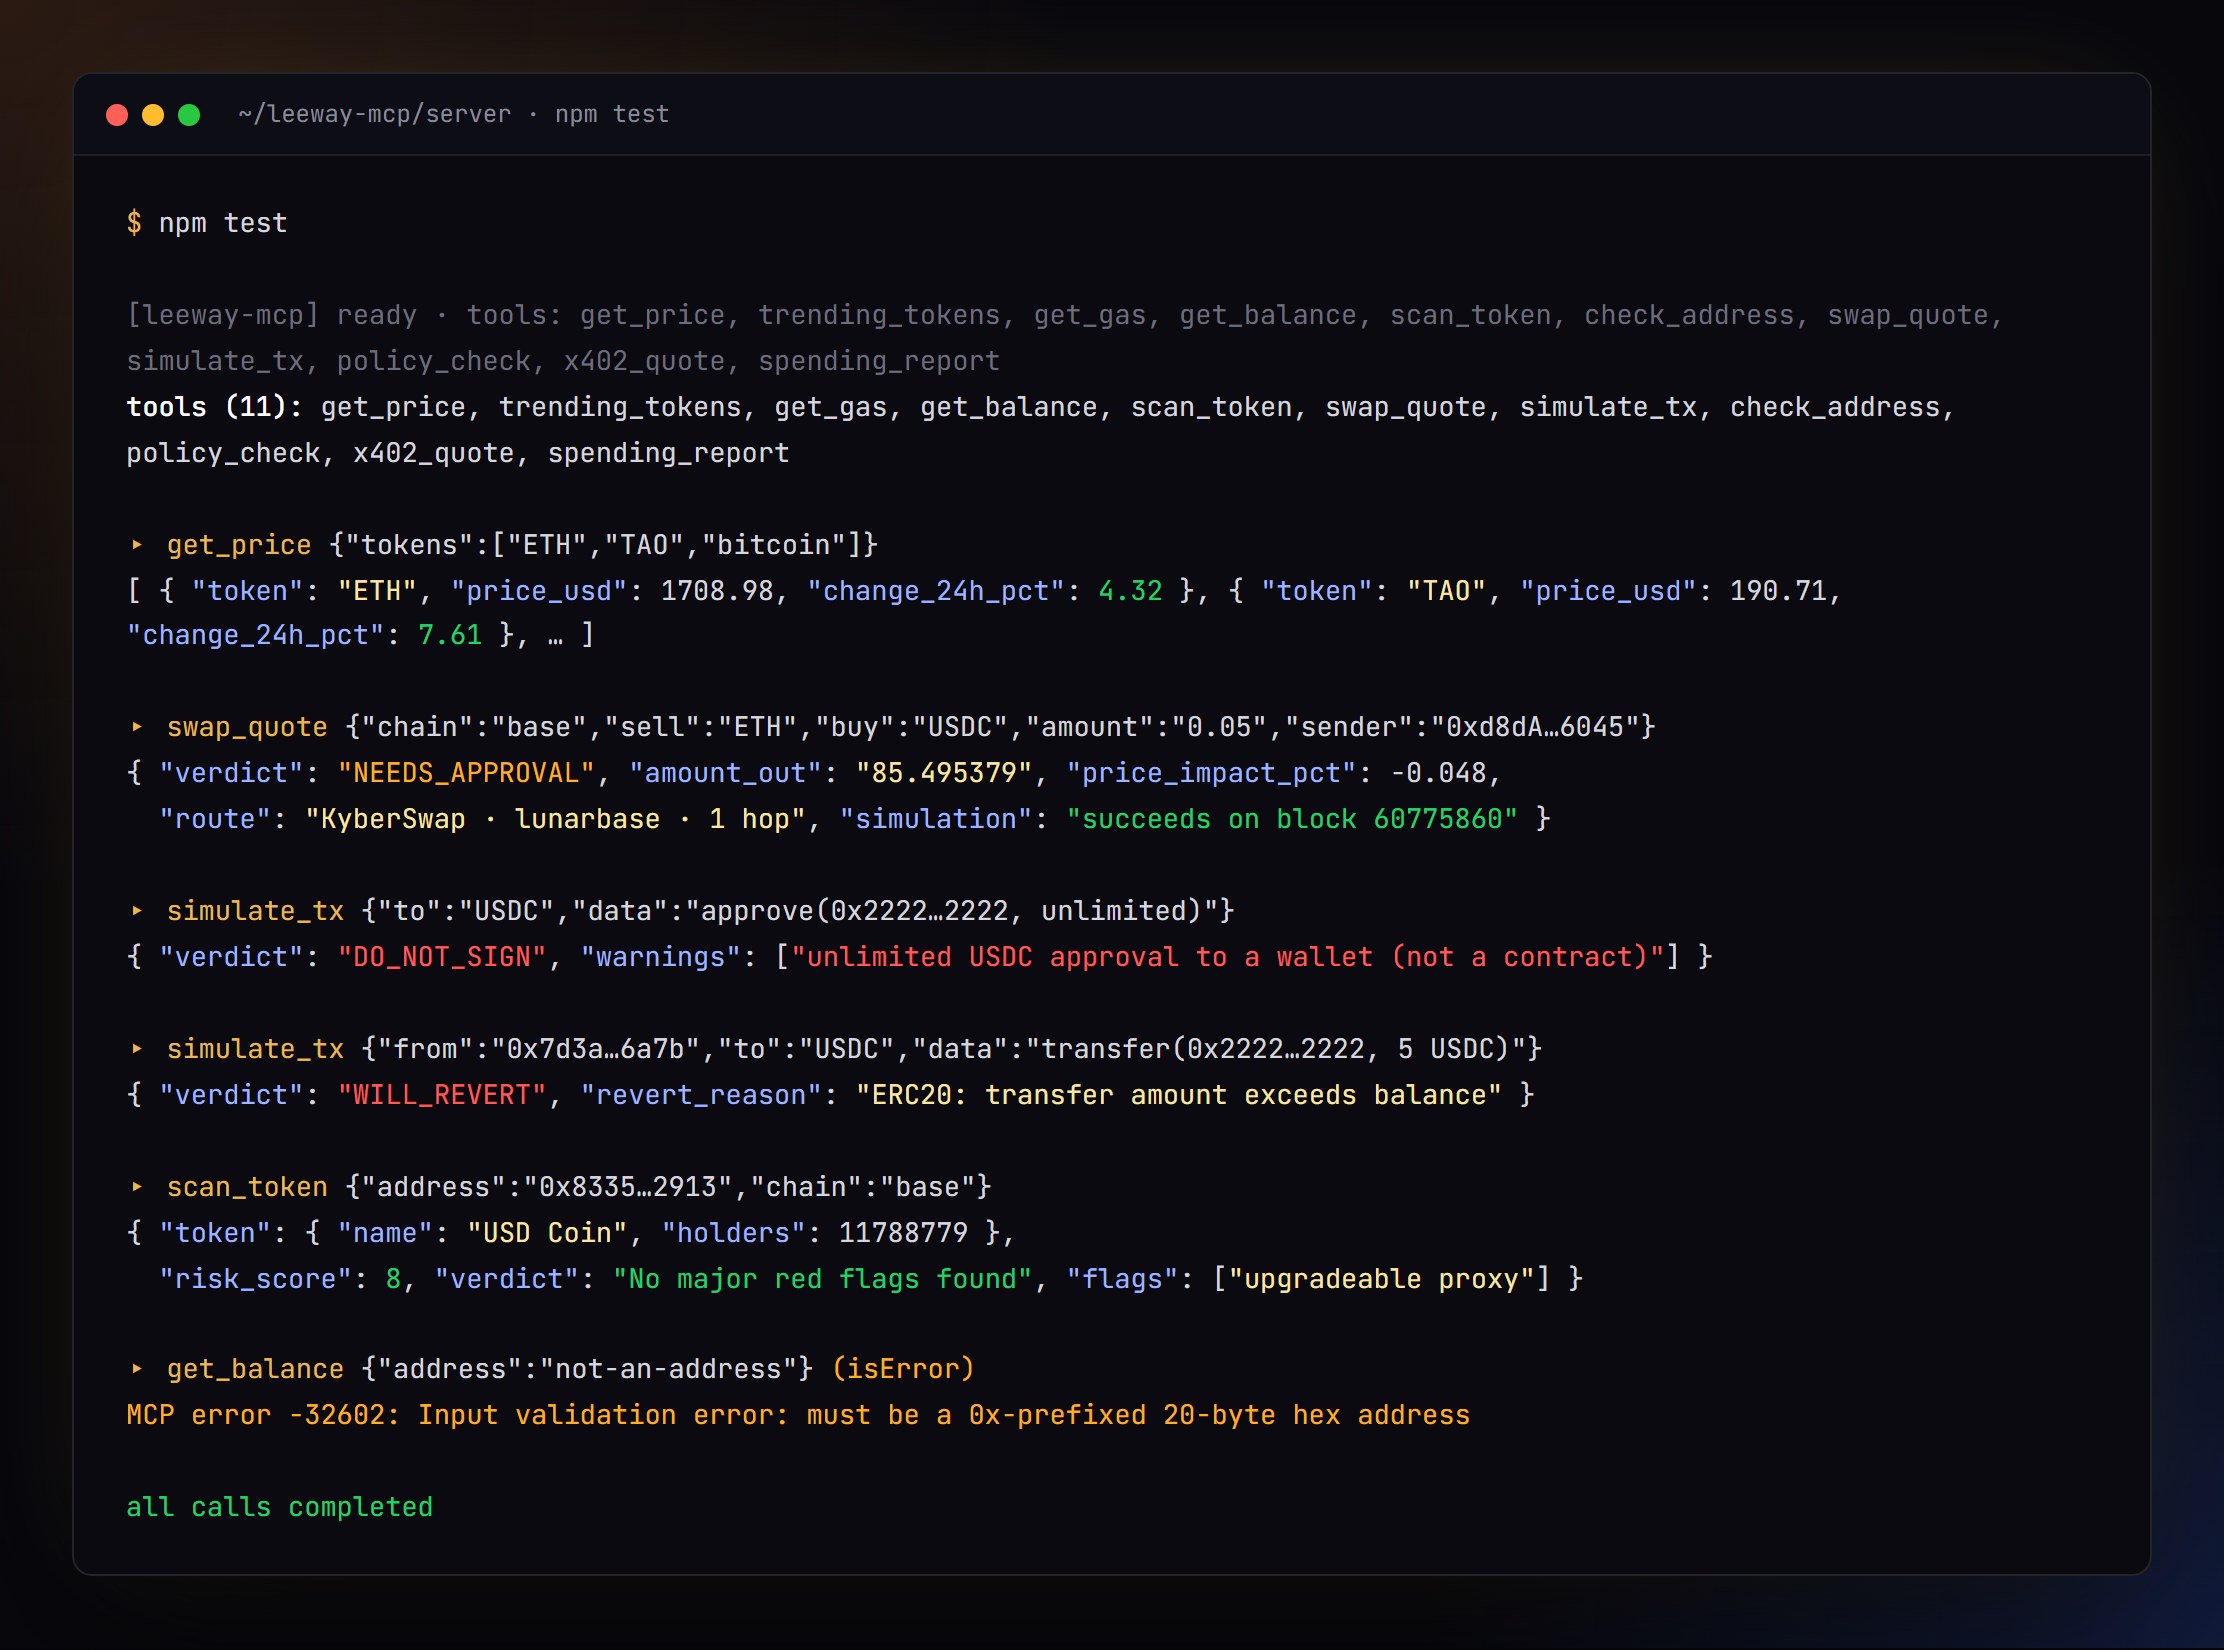 ~/leeway-mcp/server · npm test
$ npm test
[leeway-mcp] ready · tools: get_price, trending_tokens, get_gas, get_balance, scan_token, check_address, swap_quote,
simulate_tx, policy_check, x402_quote, spending_report
tools (11): get_price, trending_tokens, get_gas, get_balance, scan_token, swap_quote, simulate_tx, check_address,
policy_check, x402_quote, spending_report
▸ get_price {"tokens":["ETH","TAO","bitcoin"]}
[ { "token": "ETH", "price_usd": 1708.98, "change_24h_pct": 4.32 }, { "token": "TAO", "price_usd": 190.71,
"change_24h_pct": 7.61 }, … ]
▸ swap_quote {"chain":"base","sell":"ETH","buy":"USDC","amount":"0.05","sender":"0xd8dA…6045"}
{ "verdict": "NEEDS_APPROVAL", "amount_out": "85.495379", "price_impact_pct": -0.048,
"route": "KyberSwap · lunarbase · 1 hop", "simulation": "succeeds on block 60775860" }
▸ simulate_tx {"to":"USDC","data":"approve(0x2222…2222, unlimited)"}
{ "verdict": "DO_NOT_SIGN", "warnings": ["unlimited USDC approval to a wallet (not a contract)"] }
▸ simulate_tx {"from":"0x7d3a…6a7b","to":"USDC","data":"transfer(0x2222…2222, 5 USDC)"}
{ "verdict": "WILL_REVERT", "revert_reason": "ERC20: transfer amount exceeds balance" }
▸ scan_token {"address":"0x8335…2913","chain":"base"}
{ "token": { "name": "USD Coin", "holders": 11788779 },
"risk_score": 8, "verdict": "No major red flags found", "flags": ["upgradeable proxy"] }
▸ get_balance {"address":"not-an-address"} (isError)
MCP error -32602: Input validation error: must be a 0x-prefixed 20-byte hex address
all calls completed